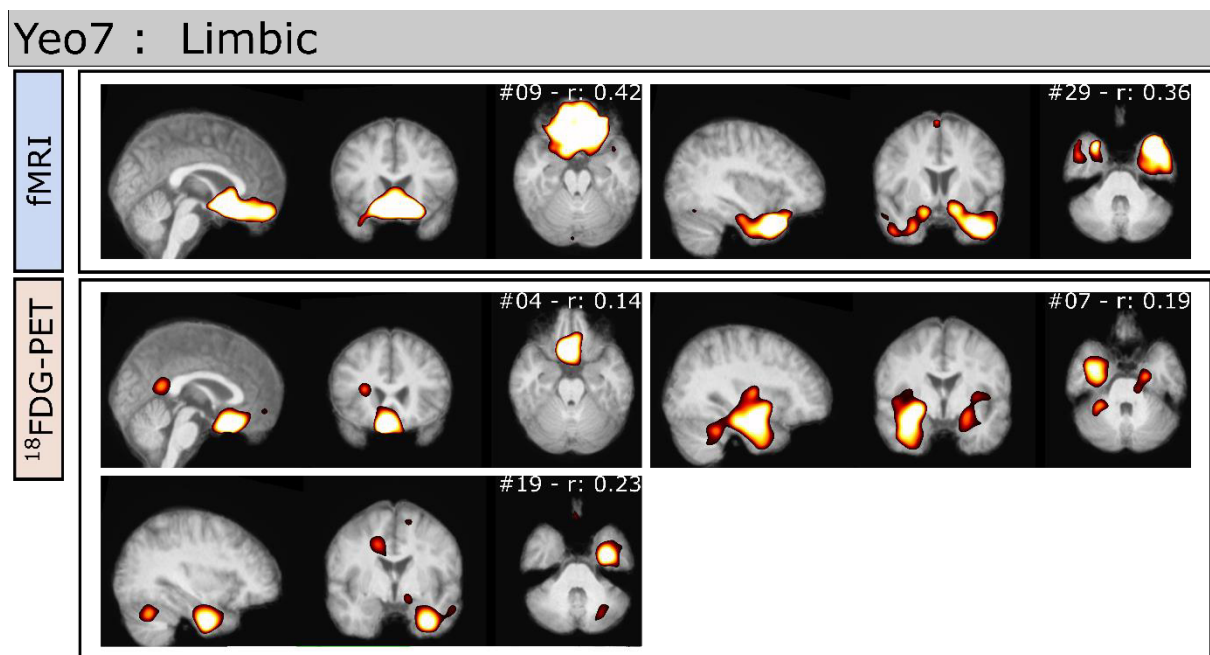 Yeo7 : Limbic
fMRI
#09 - r: 0.42
#29 - r: 0.36
¹⁸FDG-PET
#04 - r: 0.14
#07 - r: 0.19
#19 - r: 0.23